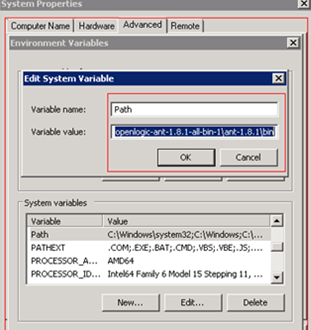 System Properties
Computer Name Hardware Advanced Remote
Environment Variables
Edit System Variable
Variable name: Path
Variable value: openlogic-ant-1.8.1-all-bin-1\ant-1.8.1\bin
OK Cancel
System variables
Variable Value
Path C:\Windows\system32;C:\Windows;C:\...
PATHEXT .COM;.EXE;.BAT;.CMD;.VBS;.VBE;.JS;....
PROCESSOR_A... AMD64
PROCESSOR_ID... Intel64 Family 6 Model 15 Stepping 11, ...
New... Edit... Delete